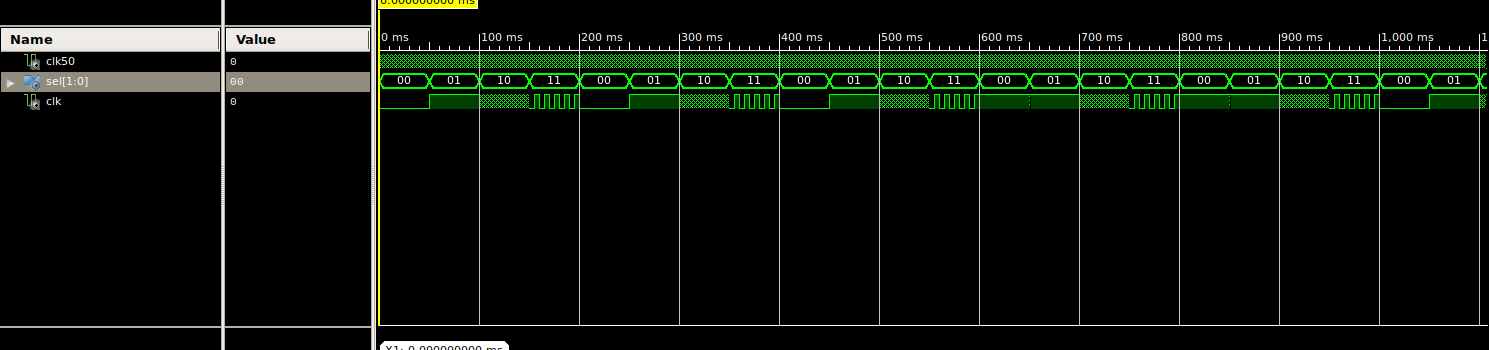 0.000000000 ms
Name Value
0 ms 100 ms 200 ms 300 ms 400 ms 500 ms 600 ms 700 ms 800 ms 900 ms 1,000 ms 1
clk50 0
sel[1:0] 00 00 01 10 11 00 01 10 11 00 01 10 11 00 01 10 11 00 01 10 11 00 01
clk 0
X1: 0.000000000 ms